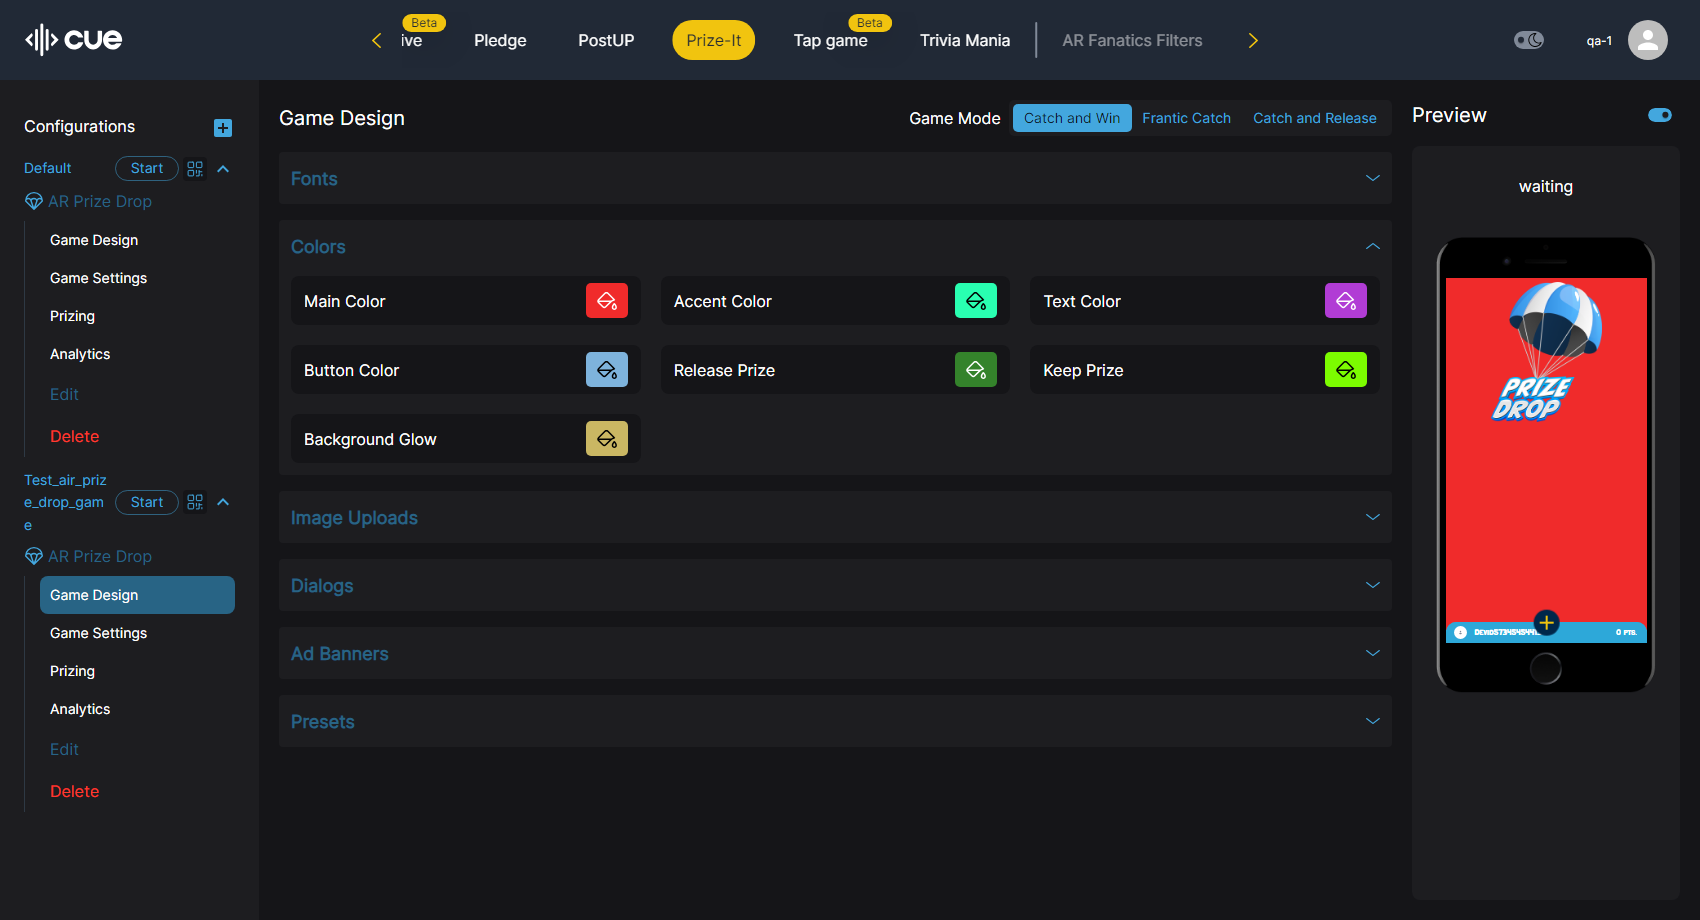 cue
Beta
ive
Pledge
PostUP
Prize-It
Beta
Tap game
Trivia Mania
AR Fanatics Filters
qa-1
Configurations
Default
Start
AR Prize Drop
Game Design
Game Settings
Prizing
Analytics
Edit
Delete
Test_air_priz
e_drop_gam
e
Start
AR Prize Drop
Game Design
Game Settings
Prizing
Analytics
Edit
Delete
Game Design
Game Mode
Catch and Win
Frantic Catch
Catch and Release
Fonts
Colors
Main Color
Accent Color
Text Color
Button Color
Release Prize
Keep Prize
Background Glow
Image Uploads
Dialogs
Ad Banners
Presets
Preview
waiting
PRIZE
DROP
0 PTS.